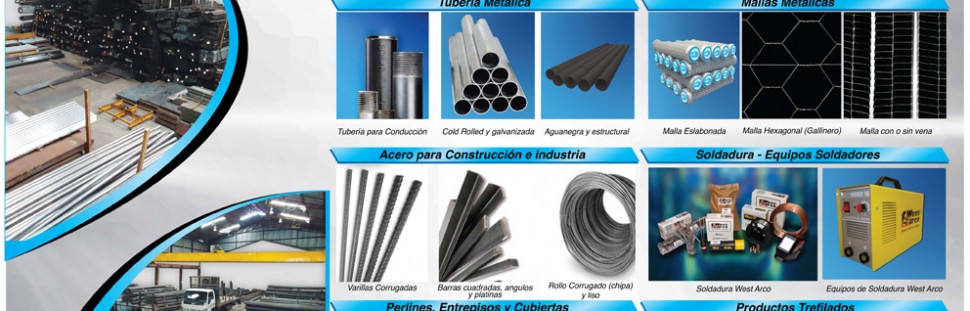 Tubería Metálica
Mallas Metálicas
Tubería para Conducción
Cold Rolled y galvanizada
Aguanegra y estructural
Malla Eslabonada
Malla Hexagonal (Gallinero)
Malla con o sin vena
Acero para Construcción e industria
Soldadura - Equipos Soldadores
Varillas Corrugadas
Barras cuadradas, angulos
y platinas
Rollo Corrugado (chipa)
y liso
Soldadura West Arco
Equipos de Soldadura West Arco
Perlines, Entrepisos y Cubiertas
Productos Trefilados